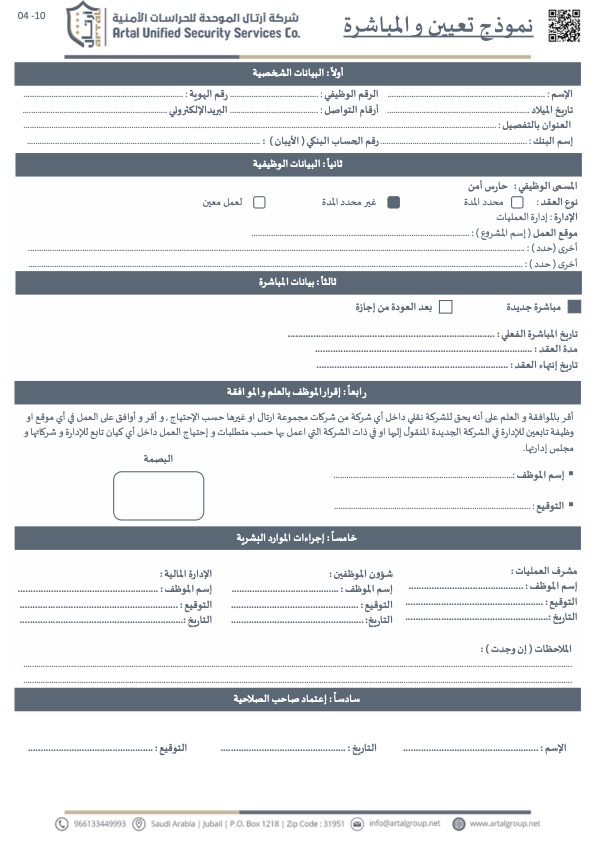 04 -10
شركة آرتال الموحدة للحراسات الأمنية
Artal Unified Security Services Co.
نموذج تعيين و المباشرة
أولاً: البيانات الشخصية
الإسم : الرقم الوظيفي : رقم الهوية :
تاريخ الميلاد أرقام التواصل : البريدالإلكتروني
العنوان بالتفصيل :
إسم البنك : رقم الحساب البنكي ( الأيبان ) :
ثانياً: البيانات الوظيفية
المسمى الوظيفي : حارس أمن
نوع العقد : محدد المدة غير محدد المدة لعمل معين
الإدارة : إدارة العمليات
موقع العمل ( إسم المشروع ) :
أخرى (حدد ) :
أخرى ( حدد ) :
ثالثاً: بيانات المباشرة
مباشرة جديدة بعد العودة من إجازة
تاريخ المباشرة الفعلي :
مدة العقد :
تاريخ إنتهاء العقد :
رابعاً: إقرار الموظف بالعلم و الموافقة
أقر بالموافقة و العلم على أنه يحق للشركة نقلي داخل أي شركة من شركات مجموعة ارتال او غيرها حسب الإحتياج , و أقر و أوافق على العمل في أي موقع او
وظيفة تابعين للإدارة في الشركة الجديدة المنقول إليها او في ذات الشركة التي اعمل بها حسب متطلبات و إحتياج العمل داخل أي كيان تابع للإدارة و شركاتها و
مجلس إدارتها.
البصمة
إسم الموظف :
التوقيع :
خامساً: إجراءات الموارد البشرية
مشرف العمليات : شؤون الموظفين : الإدارة المالية :
إسم الموظف : إسم الموظف : إسم الموظف :
التوقيع : التوقيع : التوقيع :
التاريخ: التاريخ: التاريخ:
الملاحظات ( إن وجدت ) :
سادساً: إعتماد صاحب الصلاحية
الإسم : التاريخ : التوقيع :
966133449993 Saudi Arabia | Jubail | P.O. Box 1218 | Zip Code : 31951 info@artalgroup.net www.artalgroup.net